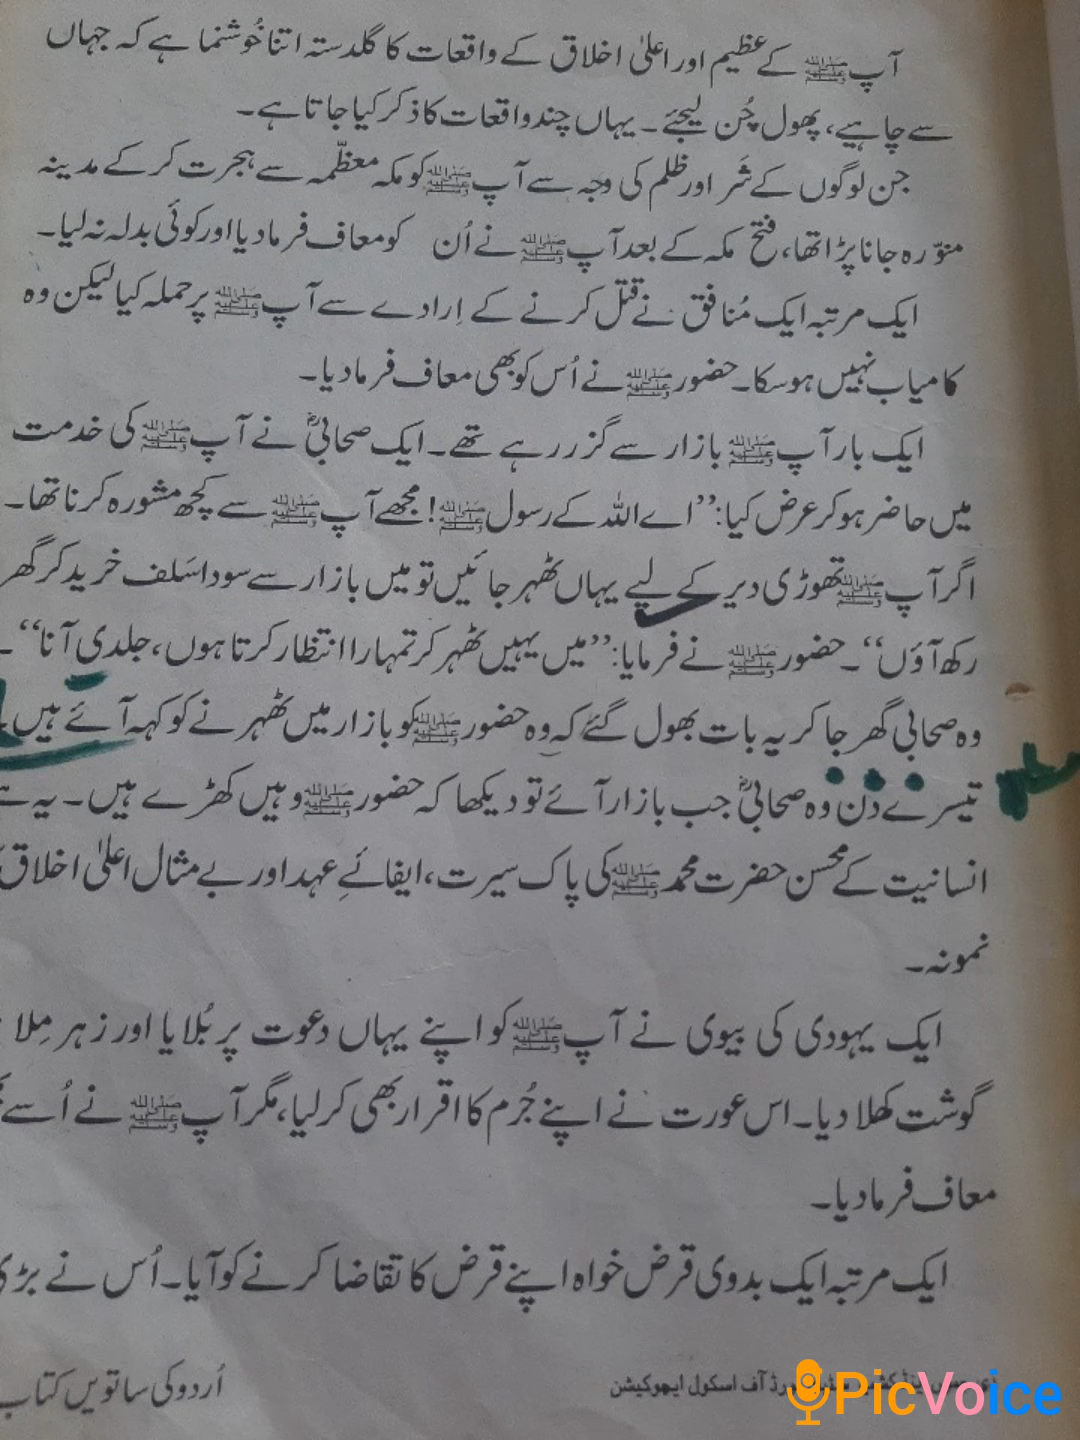 آپ ﷺ کے عظیم اور اعلیٰ اخلاق کے واقعات کا گلدستہ اتنا خُوشنما ہے کہ جہاں
سے چاہیے، پھول چُن لیجئے۔ یہاں چند واقعات کا ذکر کیا جاتا ہے۔
جن لوگوں کے شَر اور ظلم کی وجہ سے آپ ﷺ کو مکہ معظّمہ سے ہجرت کر کے مدینہ
منوّرہ جانا پڑا تھا، فتح مکہ کے بعد آپ ﷺ نے اُن کو معاف فرما دیا اور کوئی بدلہ نہ لیا۔
ایک مرتبہ ایک مُنافق نے قتل کرنے کے اِرادے سے آپ ﷺ پر حملہ کیا لیکن وہ
کامیاب نہیں ہو سکا۔ حضور ﷺ نے اُس کو بھی معاف فرما دیا۔
ایک بار آپ ﷺ بازار سے گزر رہے تھے۔ ایک صحابیؓ نے آپ ﷺ کی خدمت
میں حاضر ہو کر عرض کیا: ”اے اللہ کے رسول ﷺ! مجھے آپ ﷺ سے کچھ مشورہ کرنا تھا۔
اگر آپ ﷺ تھوڑی دیر کے لیے یہاں ٹھہر جائیں تو میں بازار سے سودا سَلف خرید کر گھر
رکھ آؤں“۔ حضور ﷺ نے فرمایا: ”میں یہیں ٹھہر کر تمہارا انتظار کرتا ہوں، جلدی آنا“۔
وہ صحابی گھر جا کر یہ بات بھول گئے کہ وہ حضور ﷺ کو بازار میں ٹھہرنے کو کہہ آئے ہیں۔
تیسرے دن وہ صحابیؓ جب بازار آئے تو دیکھا کہ حضور ﷺ وہیں کھڑے ہیں۔ یہ ہے
انسانیت کے محسن حضرت محمد ﷺ کی پاک سیرت، ایفائے عہد اور بے مثال اعلیٰ اخلاق
نمونہ۔
ایک یہودی کی بیوی نے آپ ﷺ کو اپنے یہاں دعوت پر بُلایا اور زہر مِلا
گوشت کھلا دیا۔ اس عورت نے اپنے جُرم کا اقرار بھی کر لیا، مگر آپ ﷺ نے اُسے
معاف فرما دیا۔
ایک مرتبہ ایک بدوی قرض خواہ اپنے قرض کا تقاضا کرنے کو آیا۔ اُس نے بڑی
اُردو کی ساتویں کتاب
آف اسکول ایجوکیشن
PicVoice